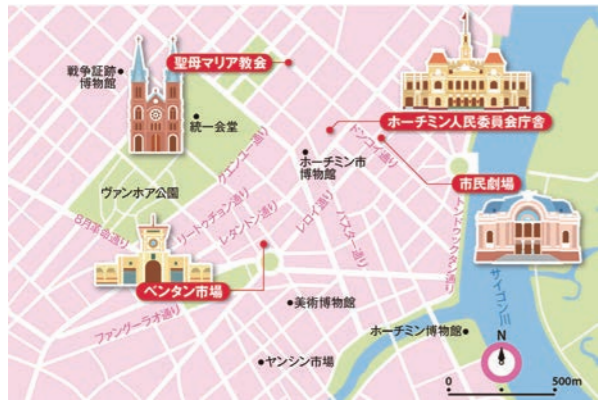 戦争証跡
博物館
聖母マリア教会
統一会堂
ホーチミン人民委員会庁舎
ドンコイ通り
ホーチミン市
博物館
市民劇場
グエンユー通り
ヴァンホア公園
8月革命通り
リートゥチョン通り
レタントン通り
レロイ通り
パスター通り
トンドゥックタン通り
サイゴン川
ベンタン市場
美術博物館
ファングーラオ通り
ホーチミン博物館
ヤンシン市場
N
0
500m